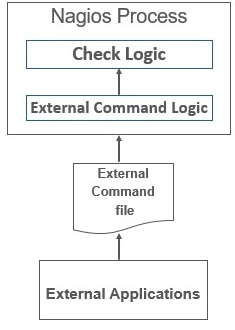 Nagios Process
Check Logic
External Command Logic
External
Command
file
External Applications